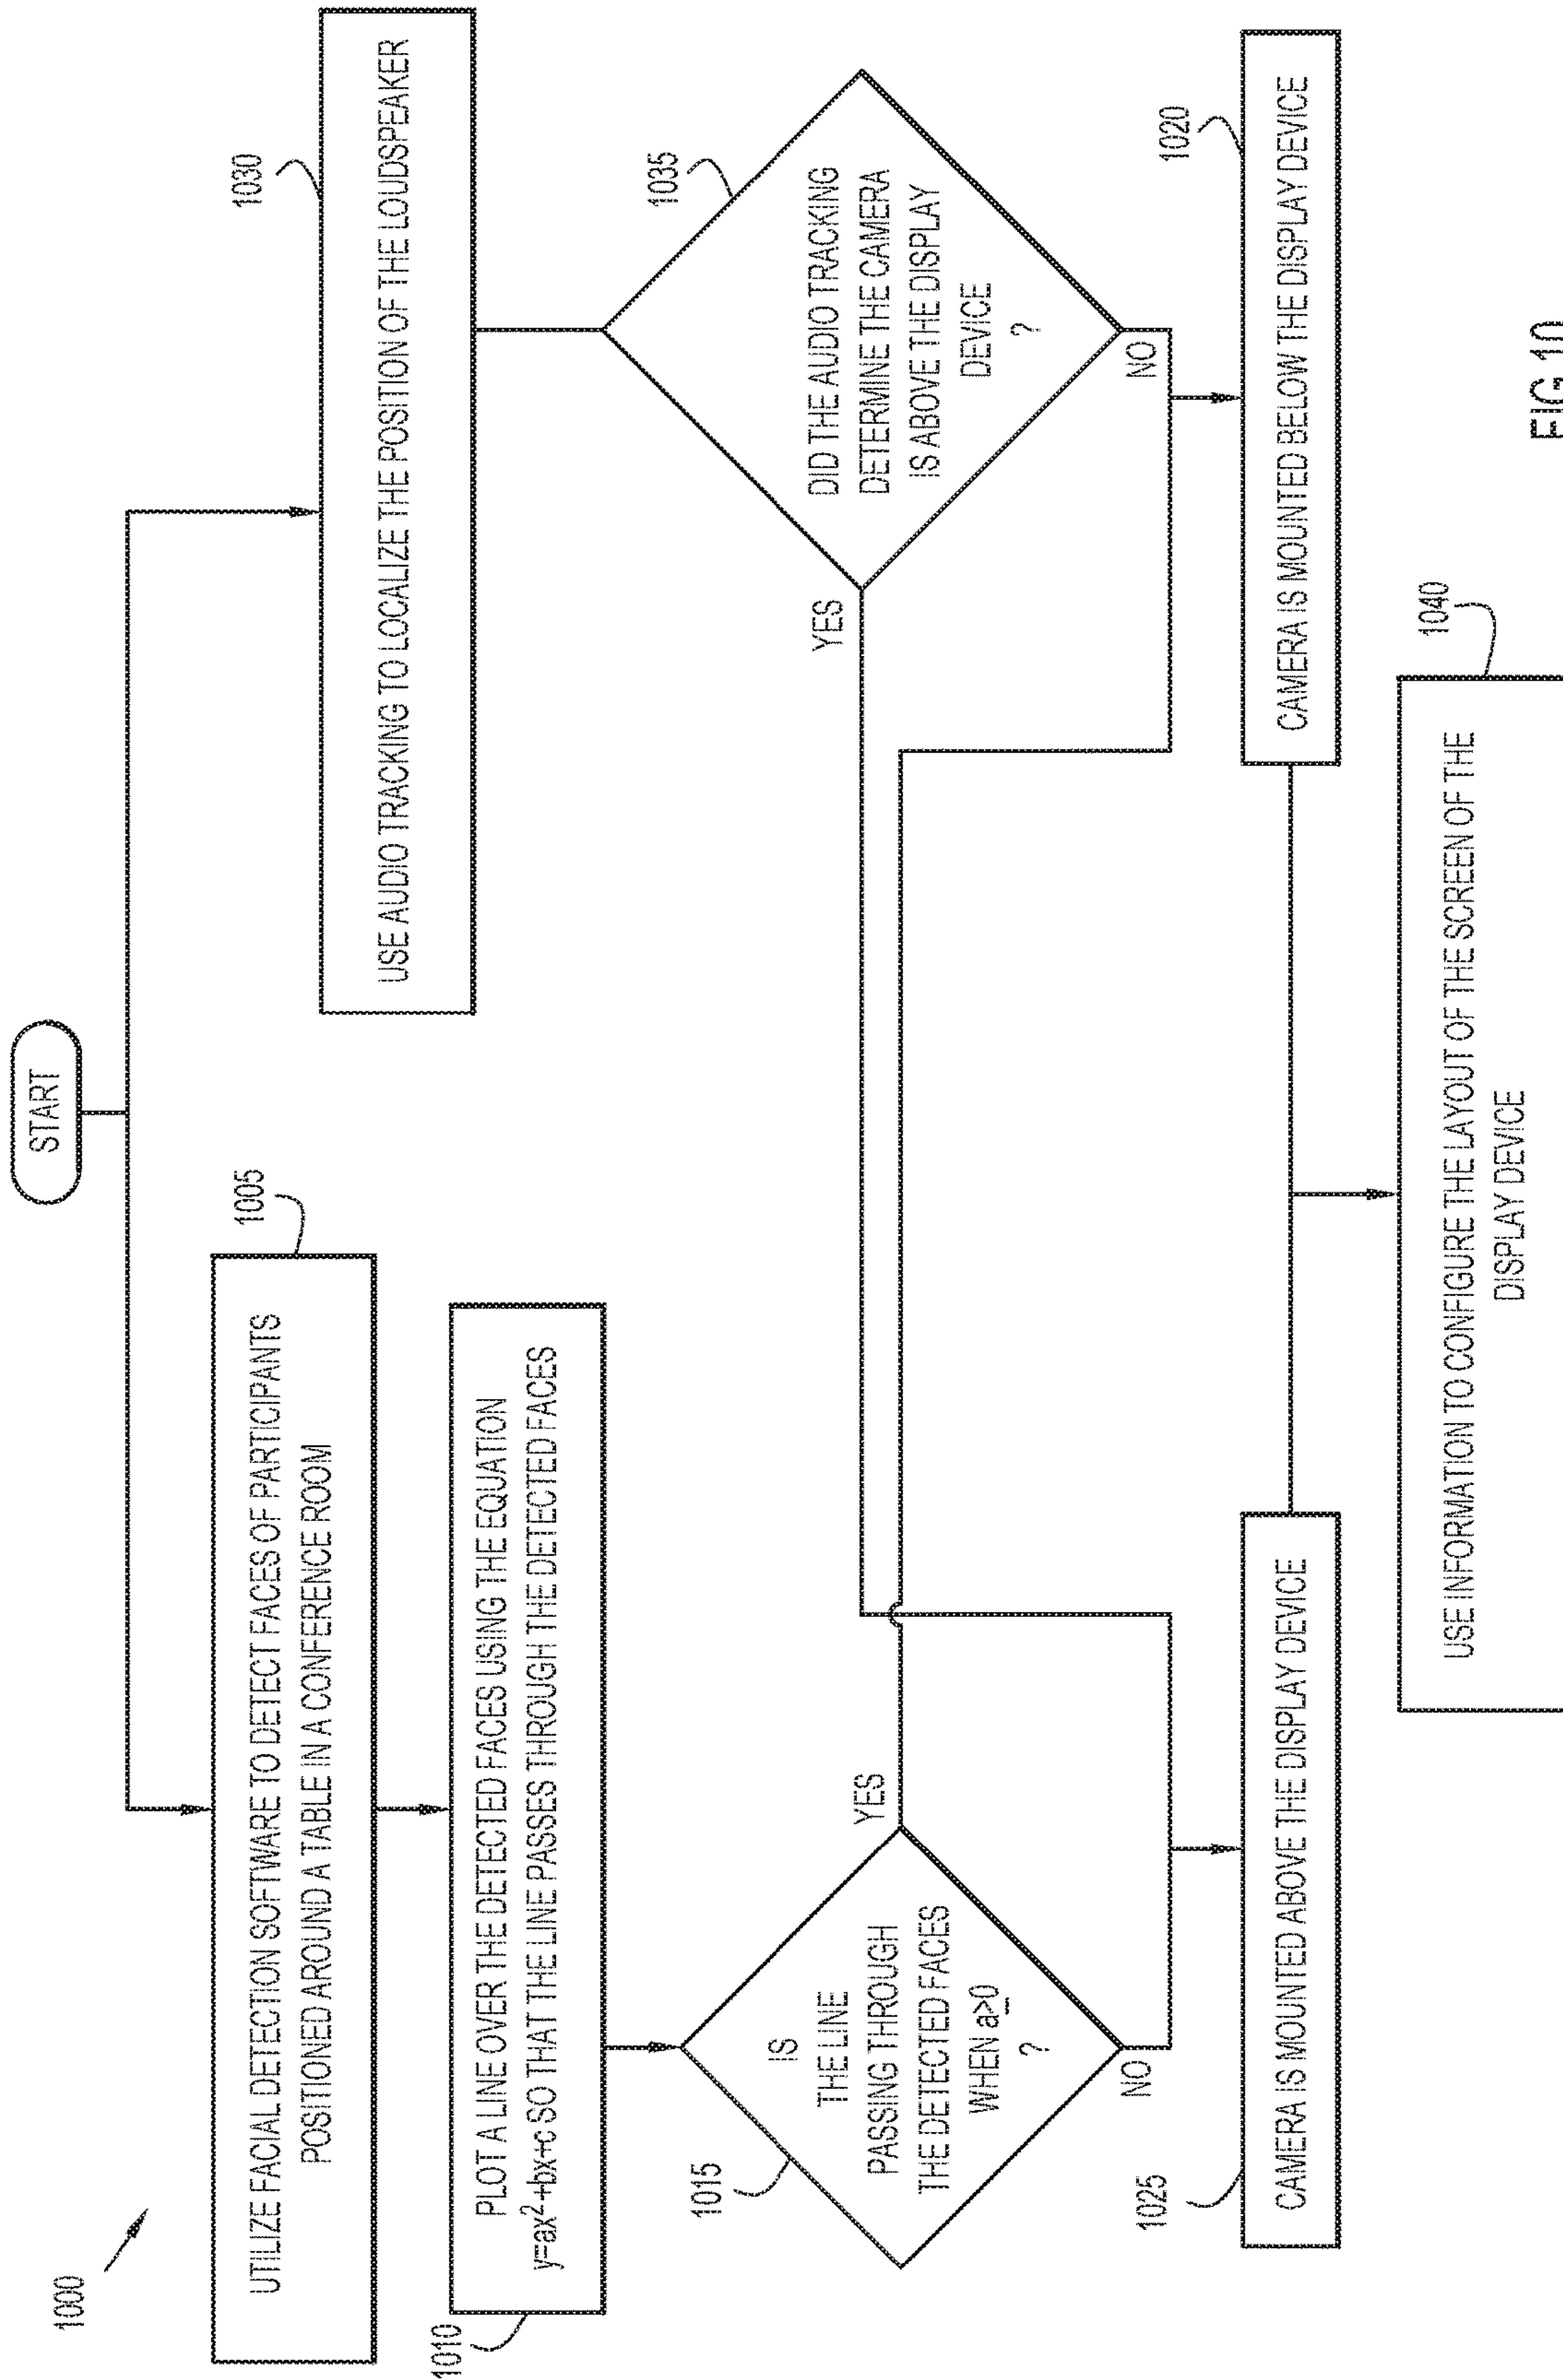 1000
START
1005
UTILIZE FACIAL DETECTION SOFTWARE TO DETECT FACES OF PARTICIPANTS
POSITIONED AROUND A TABLE IN A CONFERENCE ROOM
1010
PLOT A LINE OVER THE DETECTED FACES USING THE EQUATION
y=ax²+bx+c SO THAT THE LINE PASSES THROUGH THE DETECTED FACES
1015
IS
THE LINE
PASSING THROUGH
THE DETECTED FACES
WHEN a≥0
?
YES
NO
1030
USE AUDIO TRACKING TO LOCALIZE THE POSITION OF THE LOUDSPEAKER
1035
DID THE AUDIO TRACKING
DETERMINE THE CAMERA
IS ABOVE THE DISPLAY
DEVICE
?
YES
NO
1025
CAMERA IS MOUNTED ABOVE THE DISPLAY DEVICE
1020
CAMERA IS MOUNTED BELOW THE DISPLAY DEVICE
1040
USE INFORMATION TO CONFIGURE THE LAYOUT OF THE SCREEN OF THE
DISPLAY DEVICE
FIG.10